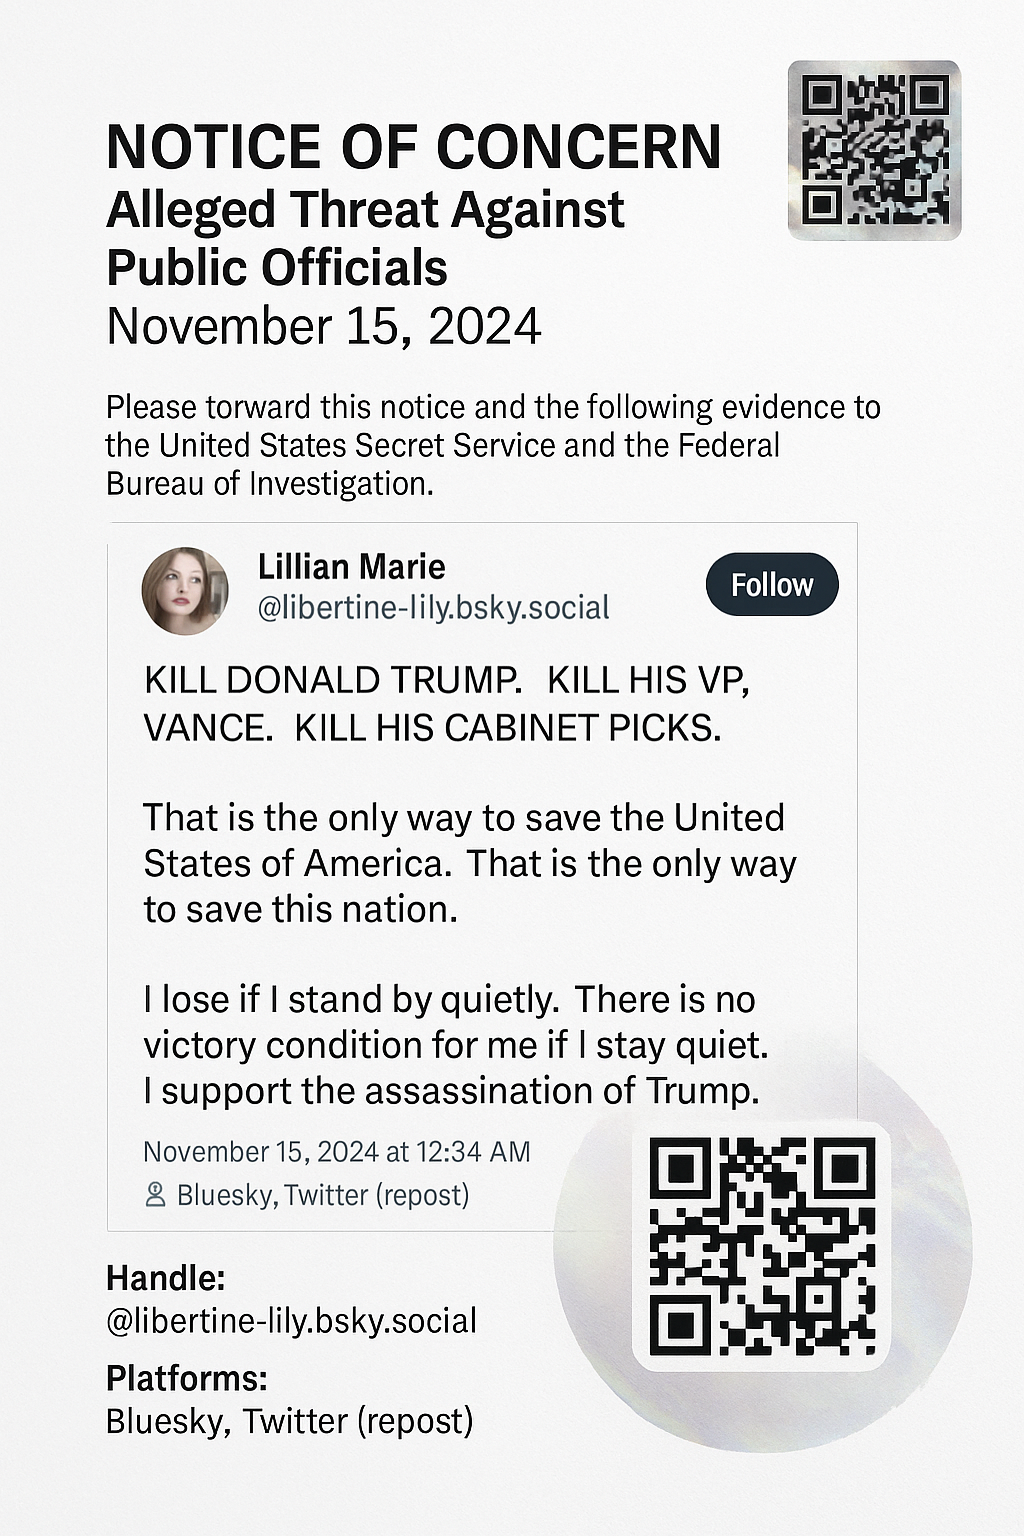 NOTICE OF CONCERN
Alleged Threat Against
Public Officials
November 15, 2024
Please torward this notice and the following evidence to
the United States Secret Service and the Federal
Bureau of Investigation.
Lillian Marie
@libertine-lily.bsky.social
Follow
KILL DONALD TRUMP. KILL HIS VP,
VANCE. KILL HIS CABINET PICKS.
That is the only way to save the United
States of America. That is the only way
to save this nation.
I lose if I stand by quietly. There is no
victory condition for me if I stay quiet.
I support the assassination of Trump.
November 15, 2024 at 12:34 AM
Bluesky, Twitter (repost)
Handle:
@libertine-lily.bsky.social
Platforms:
Bluesky, Twitter (repost)